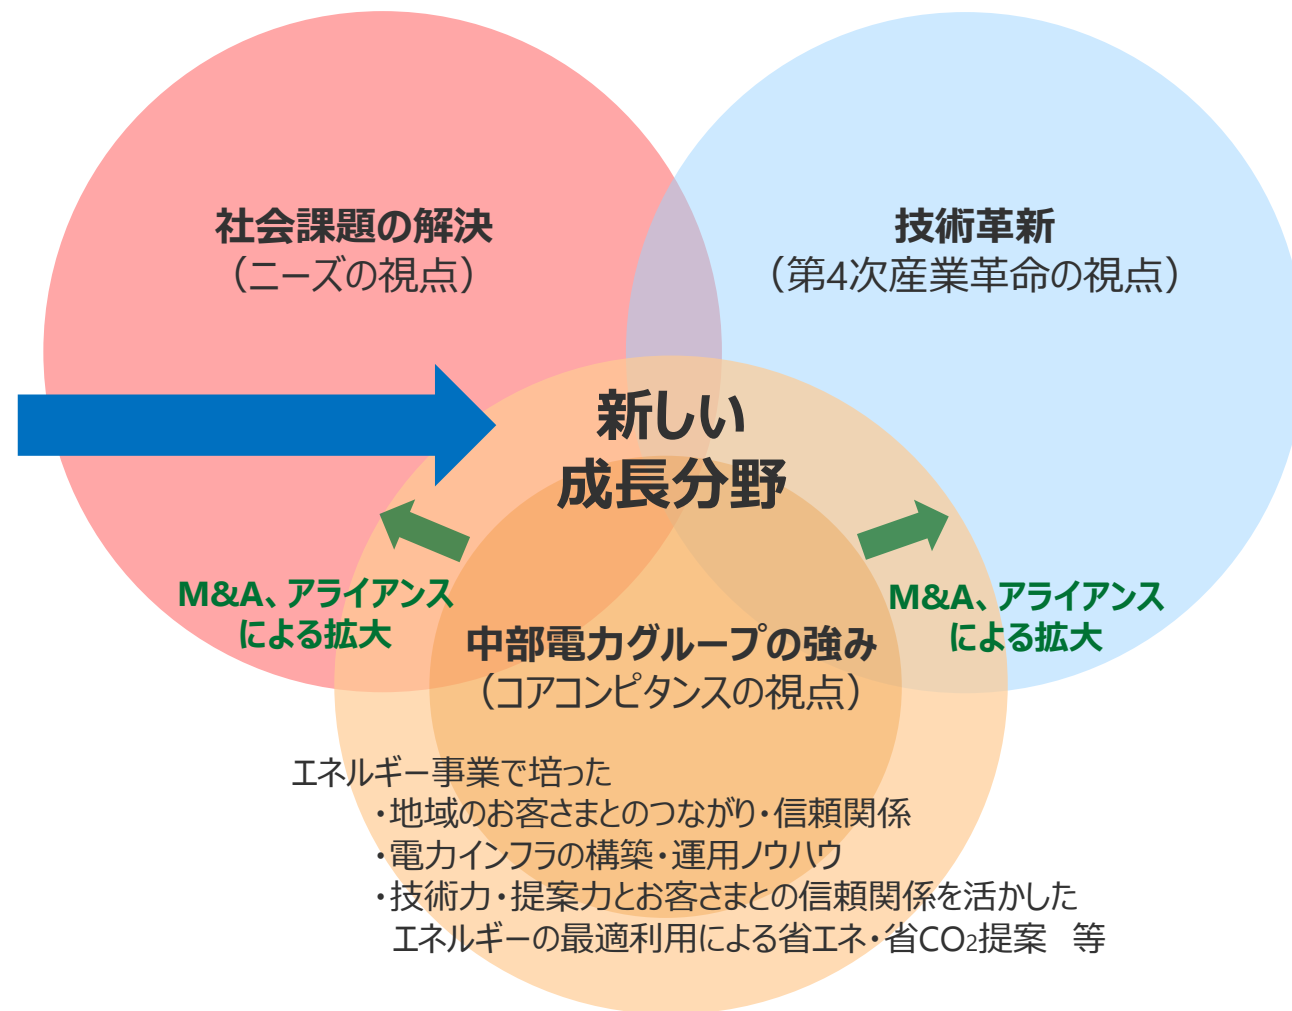 社会課題の解決
（ニーズの視点）
技術革新
（第4次産業革命の視点）
新しい
成長分野
M&A、アライアンス
による拡大
M&A、アライアンス
による拡大
中部電力グループの強み
（コアコンピタンスの視点）
エネルギー事業で培った
・地域のお客さまとのつながり・信頼関係
・電力インフラの構築・運用ノウハウ
・技術力・提案力とお客さまとの信頼関係を活かした
エネルギーの最適利用による省エネ・省CO₂提案　等